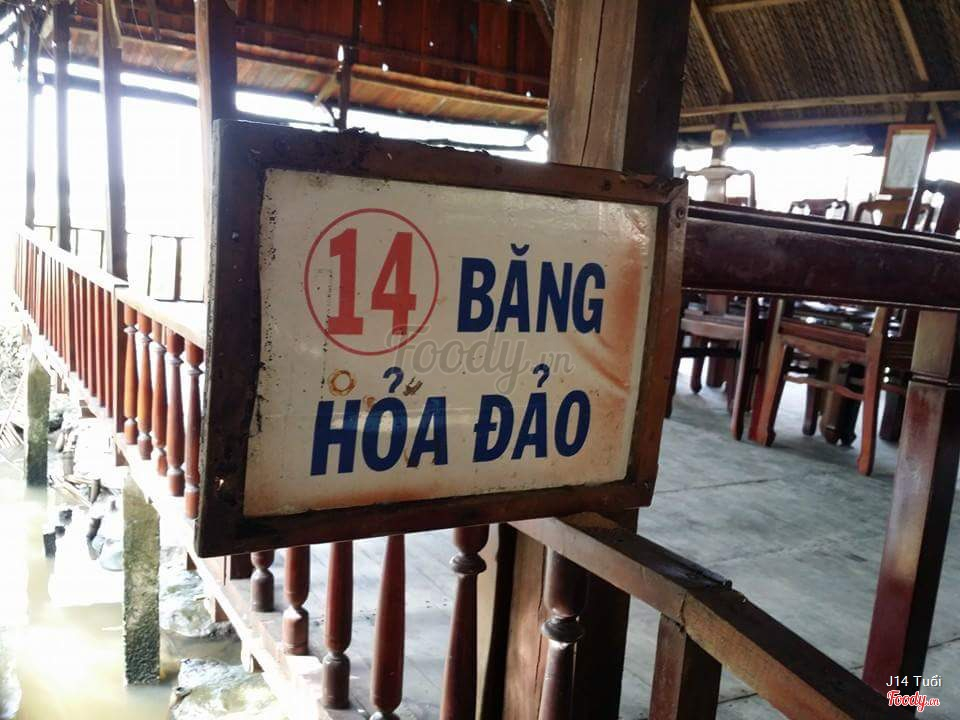 14 BĂNG
HỎA ĐẢO
Foody.vn
J14 Tuổi
Foody.vn